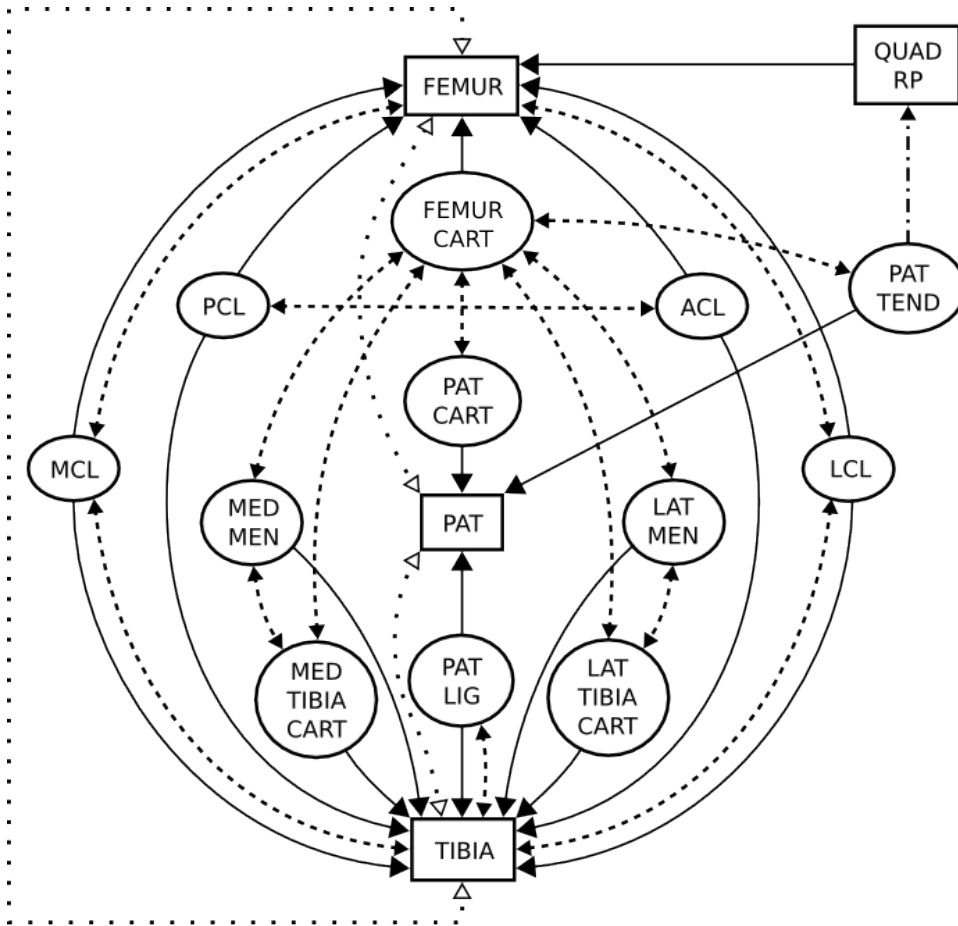 QUAD
RP
FEMUR
FEMUR
CART
PAT
TEND
PCL
ACL
PAT
CART
MCL
LCL
MED
MEN
PAT
LAT
MEN
MED
TIBIA
CART
PAT
LIG
LAT
TIBIA
CART
TIBIA